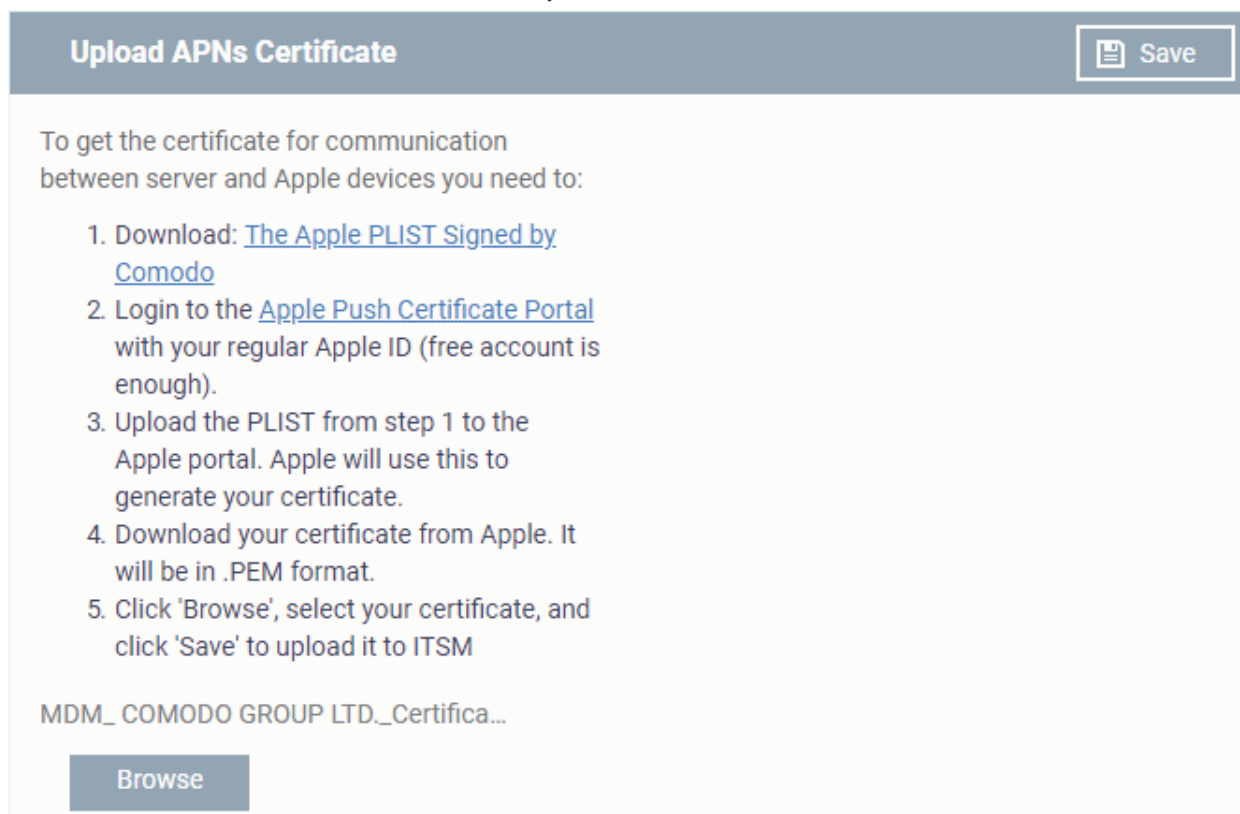 Upload APNs Certificate
Save
To get the certificate for communication
between server and Apple devices you need to:
1. Download: The Apple PLIST Signed by
Comodo
2. Login to the Apple Push Certificate Portal
with your regular Apple ID (free account is
enough).
3. Upload the PLIST from step 1 to the
Apple portal. Apple will use this to
generate your certificate.
4. Download your certificate from Apple. It
will be in .PEM format.
5. Click 'Browse', select your certificate, and
click 'Save' to upload it to ITSM
MDM_ COMODO GROUP LTD._Certifica...
Browse